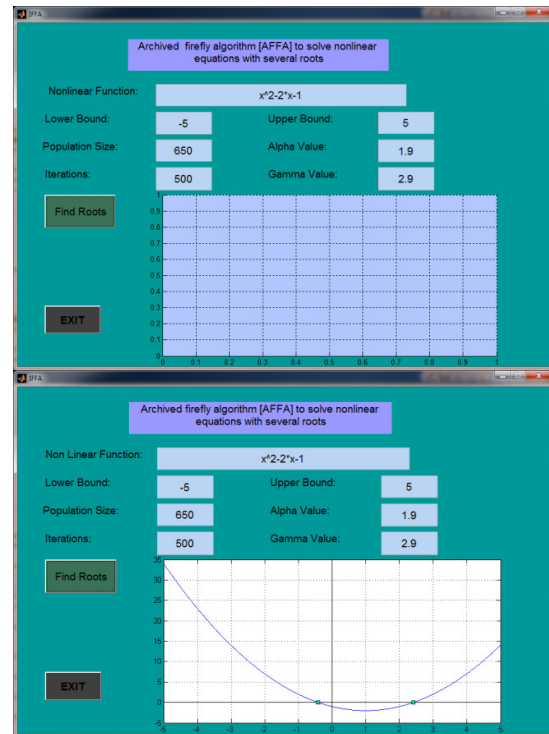 IFFA
Archived firefly algorithm [AFFA] to solve nonlinear
equations with several roots
Nonlinear Function: x^2-2*x-1
Lower Bound: -5 Upper Bound: 5
Population Size: 650 Alpha Value: 1.9
Iterations: 500 Gamma Value: 2.9
Find Roots
EXIT
1
0.9
0.8
0.7
0.6
0.5
0.4
0.3
0.2
0.1
0
0 0.1 0.2 0.3 0.4 0.5 0.6 0.7 0.8 0.9 1
IFFA
Archived firefly algorithm [AFFA] to solve nonlinear
equations with several roots
Non Linear Function: x^2-2*x-1
Lower Bound: -5 Upper Bound: 5
Population Size: 650 Alpha Value: 1.9
Iterations: 500 Gamma Value: 2.9
Find Roots
EXIT
35
30
25
20
15
10
5
0
-5
-5 -4 -3 -2 -1 0 1 2 3 4 5